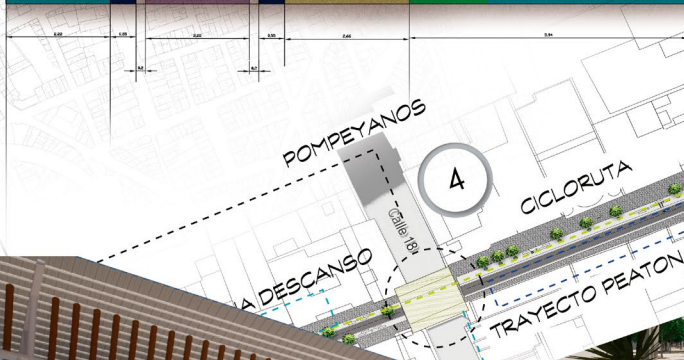 POMPEYANOS
4
CICLORUTA
Calle 18
A DESCANSO
TRAYECTO PEATON